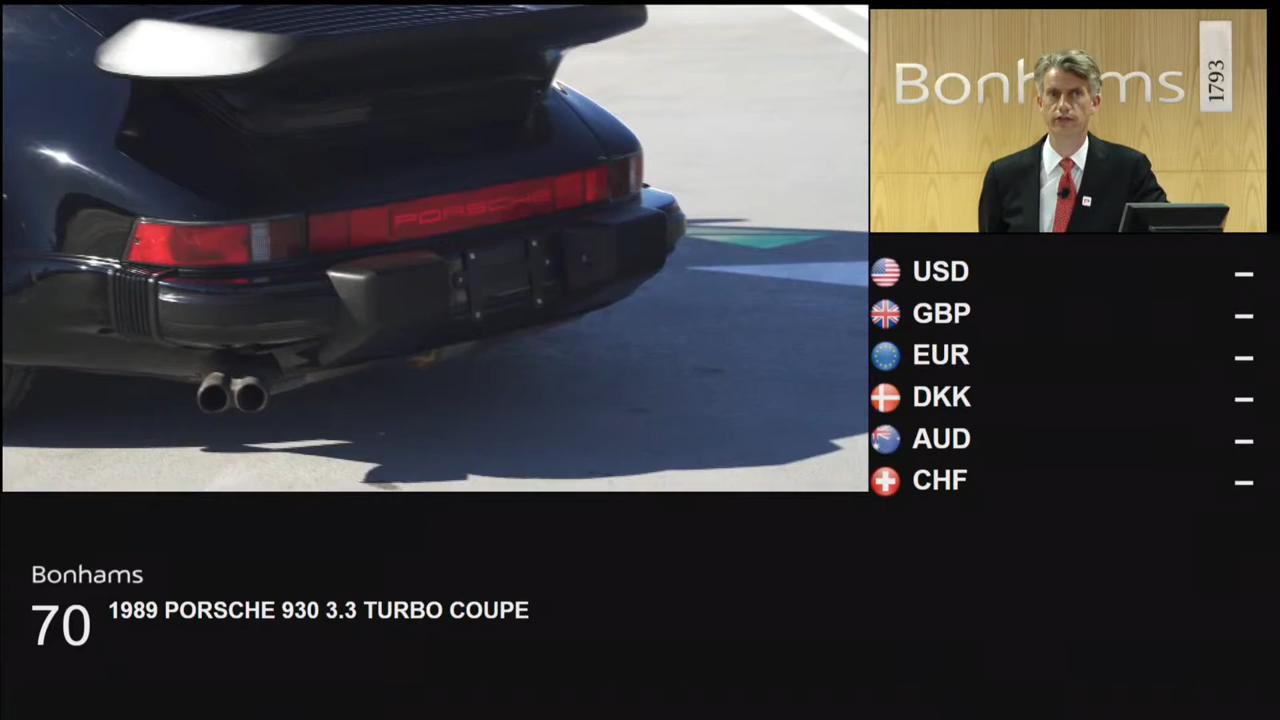 PORSCHE
Bonhams
1793
USD –
GBP –
EUR –
DKK –
AUD –
CHF –
Bonhams
70 1989 PORSCHE 930 3.3 TURBO COUPE